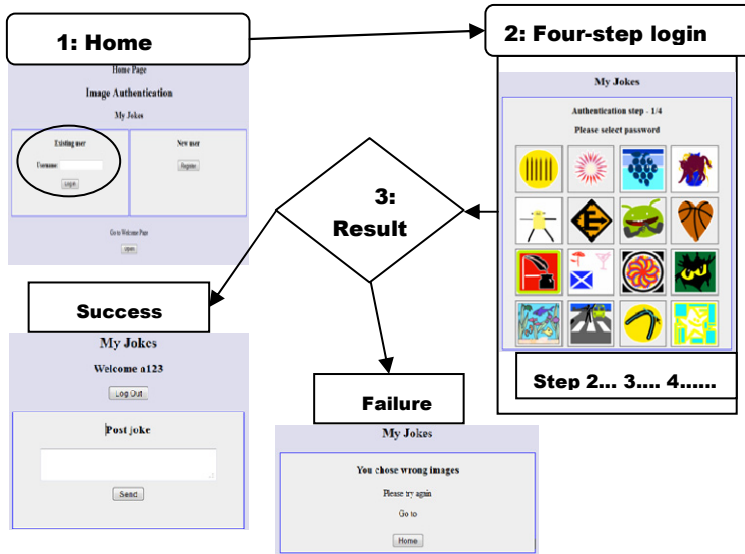 1: Home
Home Page
Image Authentication
My Jokes
Existing user
Username
Login
New user
Register
Go to Welcome Page
2: Four-step login
My Jokes
Authentication step - 1/4
Please select password
Step 2... 3.... 4......
3:
Result
Success
My Jokes
Welcome a123
Log Out
Post joke
Send
Failure
My Jokes
You chose wrong images
Please try again
Go to
Home